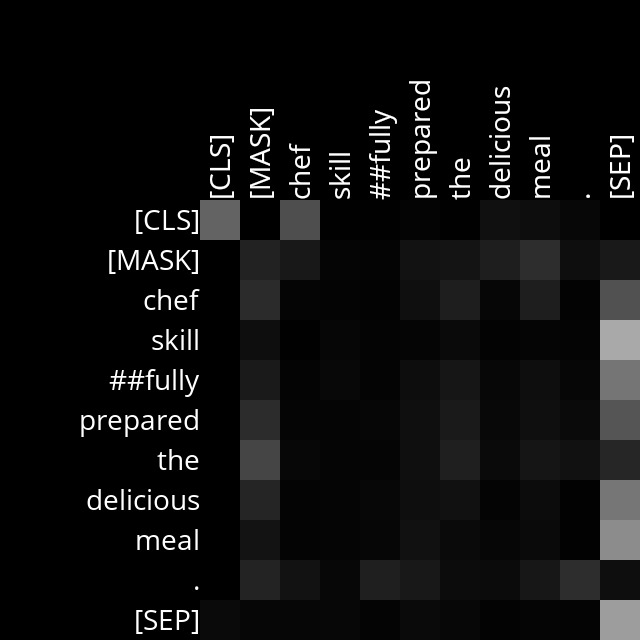 [CLS] [MASK] chef skill ##fully prepared the delicious meal . [SEP]
[CLS]
[MASK]
chef
skill
##fully
prepared
the
delicious
meal
.
[SEP]